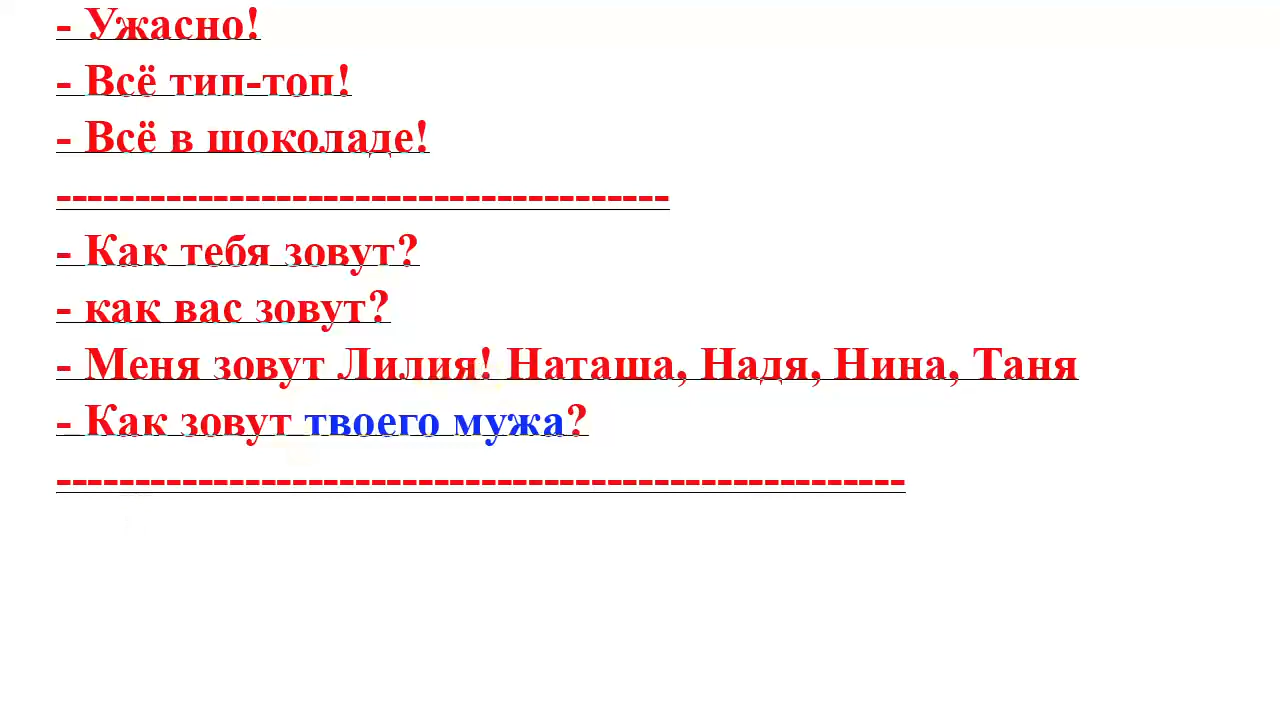 - Ужасно!
- Всё тип-топ!
- Всё в шоколаде!
---------------------------------------
- Как тебя зовут?
- как вас зовут?
- Меня зовут Лилия! Наташа, Надя, Нина, Таня
- Как зовут твоего мужа?
------------------------------------------------------